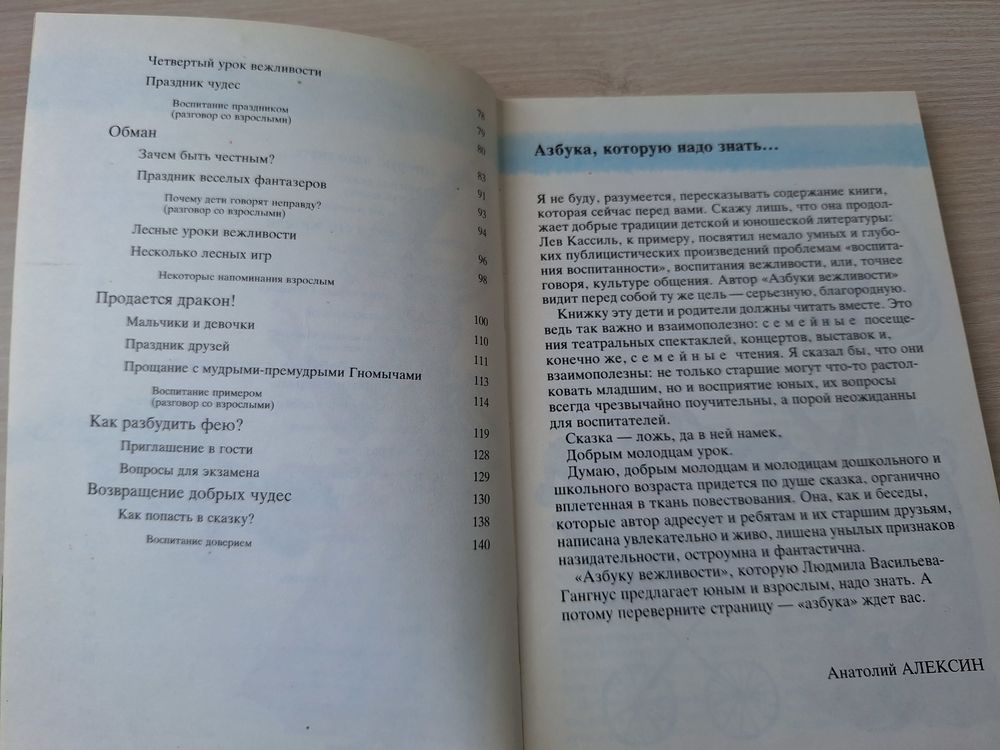 Четвертый урок вежливости
Праздник чудес 78
Воспитание праздником
(разговор со взрослыми) 79
Обман 80
Зачем быть честным? 83
Праздник веселых фантазеров 91
Почему дети говорят неправду?
(разговор со взрослыми) 93
Лесные уроки вежливости 94
Несколько лесных игр 96
Некоторые напоминания взрослым 98
Продается дракон! 100
Мальчики и девочки 110
Праздник друзей 111
Прощание с мудрыми-премудрыми Гномычами 113
Воспитание примером
(разговор со взрослыми) 114
Как разбудить фею? 119
Приглашение в гости 128
Вопросы для экзамена 129
Возвращение добрых чудес 130
Как попасть в сказку? 138
Воспитание доверием 140
Азбука, которую надо знать...
Я не буду, разумеется, пересказывать содержание книги,
которая сейчас перед вами. Скажу лишь, что она продол-
жает добрые традиции детской и юношеской литературы:
Лев Кассиль, к примеру, посвятил немало умных и глубо-
ких публицистических произведений проблемам «воспита-
ния воспитанности», воспитания вежливости, или, точнее
говоря, культуре общения. Автор «Азбуки вежливости»
видит перед собой ту же цель — серьезную, благородную.
Книжку эту дети и родители должны читать вместе. Это
ведь так важно и взаимополезно: с е м е й н ы е посеще-
ния театральных спектаклей, концертов, выставок и,
конечно же, с е м е й н ы е чтения. Я сказал бы, что они
взаимополезны: не только старшие могут что-то растол-
ковать младшим, но и восприятие юных, их вопросы
всегда чрезвычайно поучительны, а порой неожиданны
для воспитателей.
Сказка — ложь, да в ней намек,
Добрым молодцам урок.
Думаю, добрым молодцам и молодицам дошкольного и
школьного возраста придется по душе сказка, органично
вплетенная в ткань повествования. Она, как и беседы,
которые автор адресует и ребятам и их старшим друзьям,
написана увлекательно и живо, лишена унылых признаков
назидательности, остроумна и фантастична.
«Азбуку вежливости», которую Людмила Васильева-
Гангнус предлагает юным и взрослым, надо знать. А
потому переверните страницу — «азбука» ждет вас.
Анатолий АЛЕКСИН